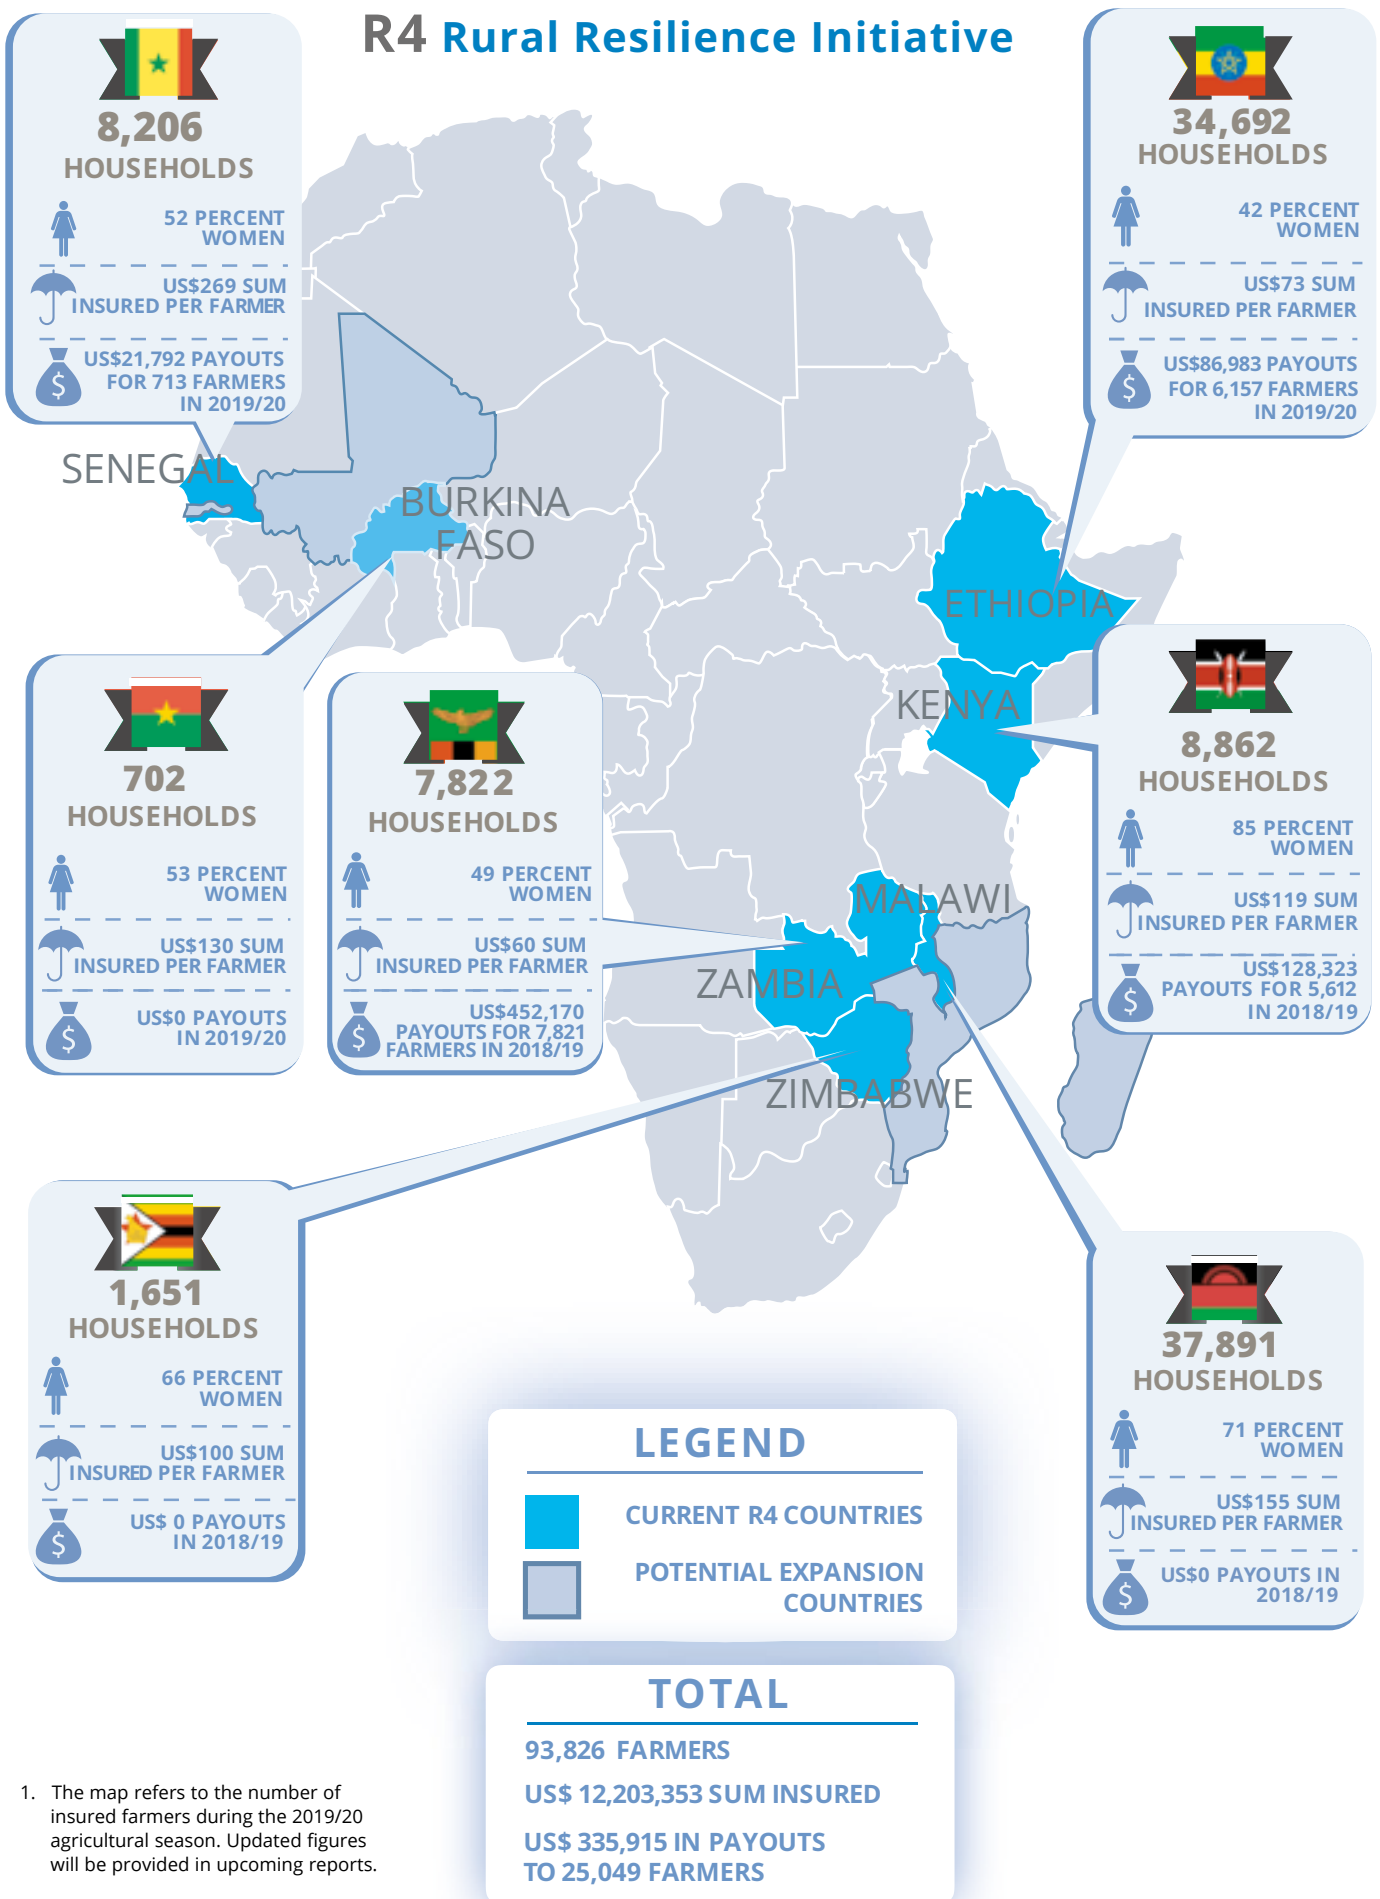 R4 Rural Resilience Initiative
8,206
HOUSEHOLDS
52 PERCENT
WOMEN
US$269 SUM
INSURED PER FARMER
US$21,792 PAYOUTS
FOR 713 FARMERS
IN 2019/20
34,692
HOUSEHOLDS
42 PERCENT
WOMEN
US$73 SUM
INSURED PER FARMER
US$86,983 PAYOUTS
FOR 6,157 FARMERS
IN 2019/20
SENEGAL
BURKINA
FASO
ETHIOPIA
KENYA
MALAWI
ZAMBIA
ZIMBABWE
702
HOUSEHOLDS
53 PERCENT
WOMEN
US$130 SUM
INSURED PER FARMER
US$0 PAYOUTS
IN 2019/20
7,822
HOUSEHOLDS
49 PERCENT
WOMEN
US$60 SUM
INSURED PER FARMER
US$452,170
PAYOUTS FOR 7,821
FARMERS IN 2018/19
8,862
HOUSEHOLDS
85 PERCENT
WOMEN
US$119 SUM
INSURED PER FARMER
US$128,323
PAYOUTS FOR 5,612
IN 2018/19
1,651
HOUSEHOLDS
66 PERCENT
WOMEN
US$100 SUM
INSURED PER FARMER
US$ 0 PAYOUTS
IN 2018/19
37,891
HOUSEHOLDS
71 PERCENT
WOMEN
US$155 SUM
INSURED PER FARMER
US$0 PAYOUTS IN
2018/19
LEGEND
CURRENT R4 COUNTRIES
POTENTIAL EXPANSION
COUNTRIES
TOTAL
93,826 FARMERS
US$ 12,203,353 SUM INSURED
US$ 335,915 IN PAYOUTS
TO 25,049 FARMERS
1. The map refers to the number of
insured farmers during the 2019/20
agricultural season. Updated figures
will be provided in upcoming reports.